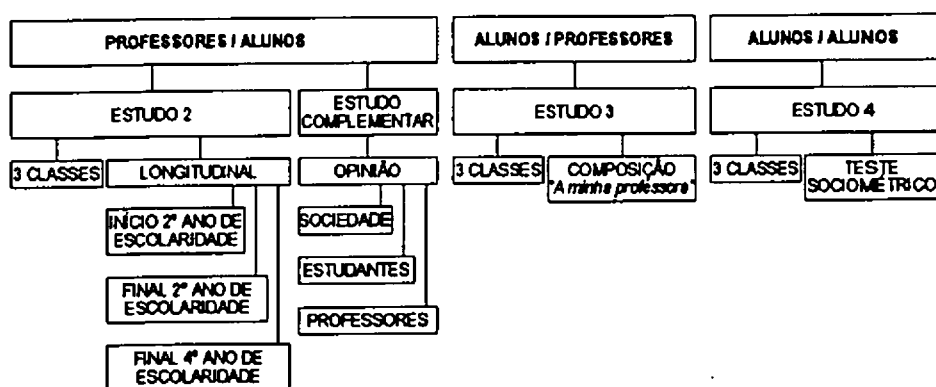 PROFESSORES / ALUNOS
ESTUDO 2
3 CLASSES
LONGITUDINAL
INÍCIO 2º ANO DE
ESCOLARIDADE
FINAL 2º ANO DE
ESCOLARIDADE
FINAL 4º ANO DE
ESCOLARIDADE
ESTUDO
COMPLEMENTAR
OPINIÃO
SOCIEDADE
ESTUDANTES
PROFESSORES
ALUNOS / PROFESSORES
ESTUDO 3
3 CLASSES
COMPOSIÇÃO
"A minha professora"
ALUNOS / ALUNOS
ESTUDO 4
3 CLASSES
TESTE
SOCIOMETRICO